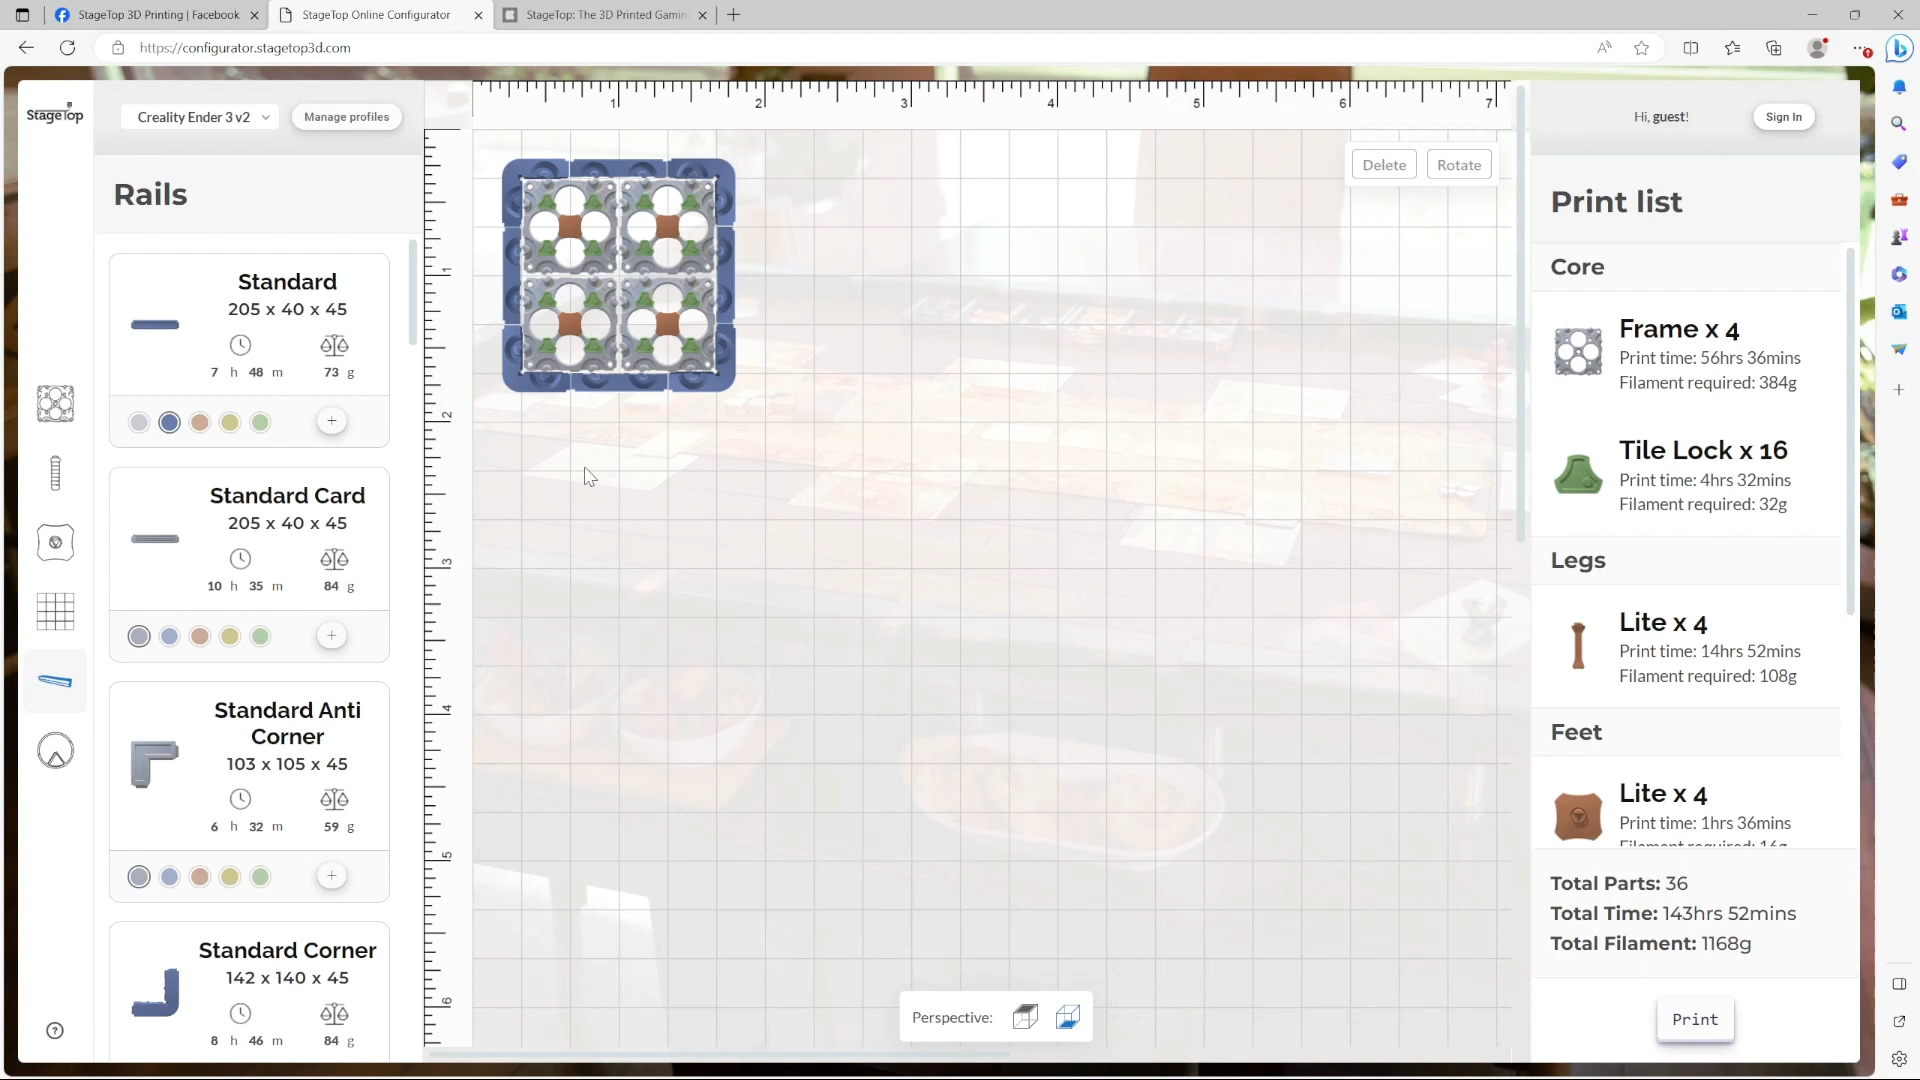 StageTop 3D Printing | Facebook
StageTop Online Configurator
StageTop: The 3D Printed Gaming
https://configurator.stagetop3d.com
StageTop
Creality Ender 3 v2
Manage profiles
Rails
Standard
205 x 40 x 45
7 h 48 m 73 g
+
Standard Card
205 x 40 x 45
10 h 35 m 84 g
+
Standard Anti
Corner
103 x 105 x 45
6 h 32 m 59 g
+
Standard Corner
142 x 140 x 45
8 h 46 m 84 g
?
1 2 3 4 5 6 7
1
2
3
4
5
6
Delete Rotate
Perspective:
Hi, guest!
Sign In
Print list
Core
Frame x 4
Print time: 56hrs 36mins
Filament required: 384g
Tile Lock x 16
Print time: 4hrs 32mins
Filament required: 32g
Legs
Lite x 4
Print time: 14hrs 52mins
Filament required: 108g
Feet
Lite x 4
Print time: 1hrs 36mins
Filament required: 16g
Total Parts: 36
Total Time: 143hrs 52mins
Total Filament: 1168g
Print